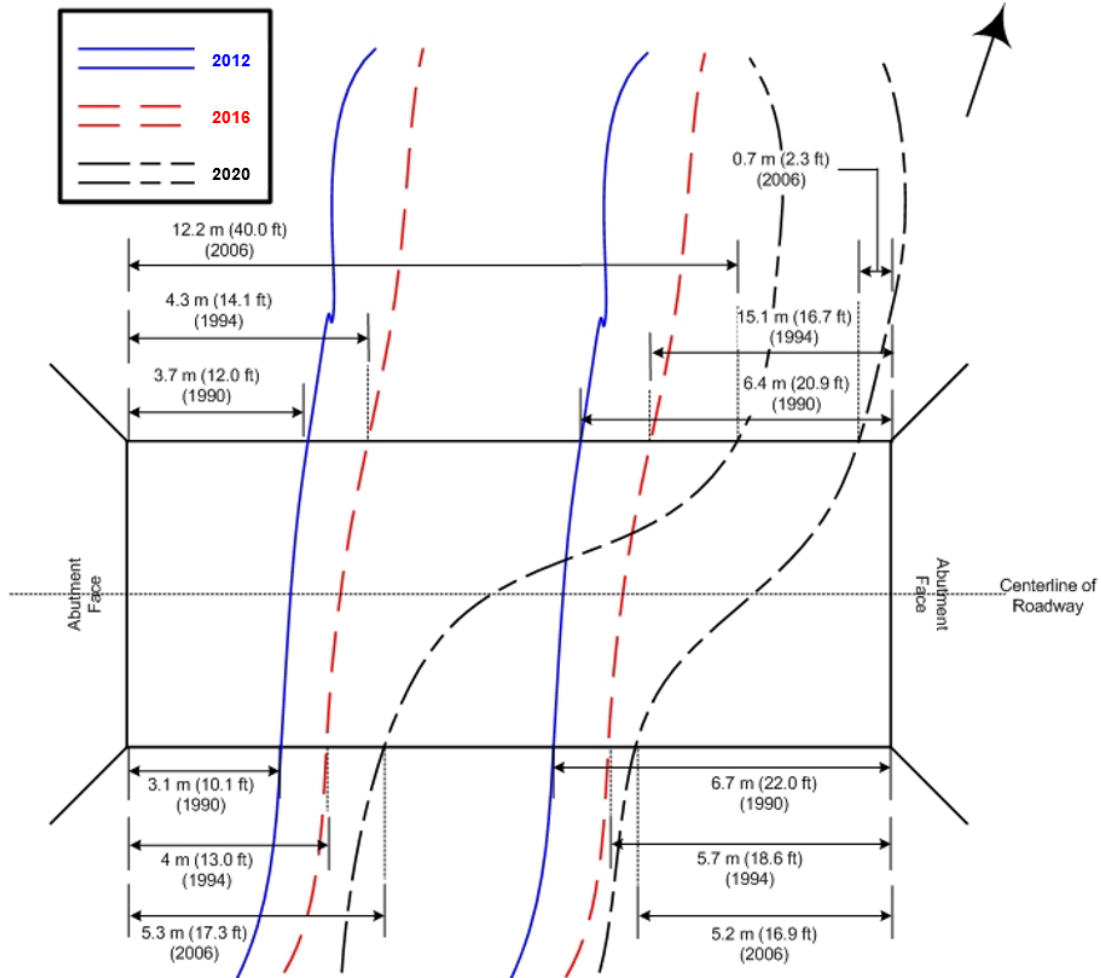 2012
2016
2020
0.7 m (2.3 ft)
(2006)
12.2 m (40.0 ft)
(2006)
4.3 m (14.1 ft)
(1994)
15.1 m (16.7 ft)
(1994)
3.7 m (12.0 ft)
(1990)
6.4 m (20.9 ft)
(1990)
Abutment
Face
Abutment
Face
Centerline of
Roadway
3.1 m (10.1 ft)
(1990)
6.7 m (22.0 ft)
(1990)
4 m (13.0 ft)
(1994)
5.7 m (18.6 ft)
(1994)
5.3 m (17.3 ft)
(2006)
5.2 m (16.9 ft)
(2006)